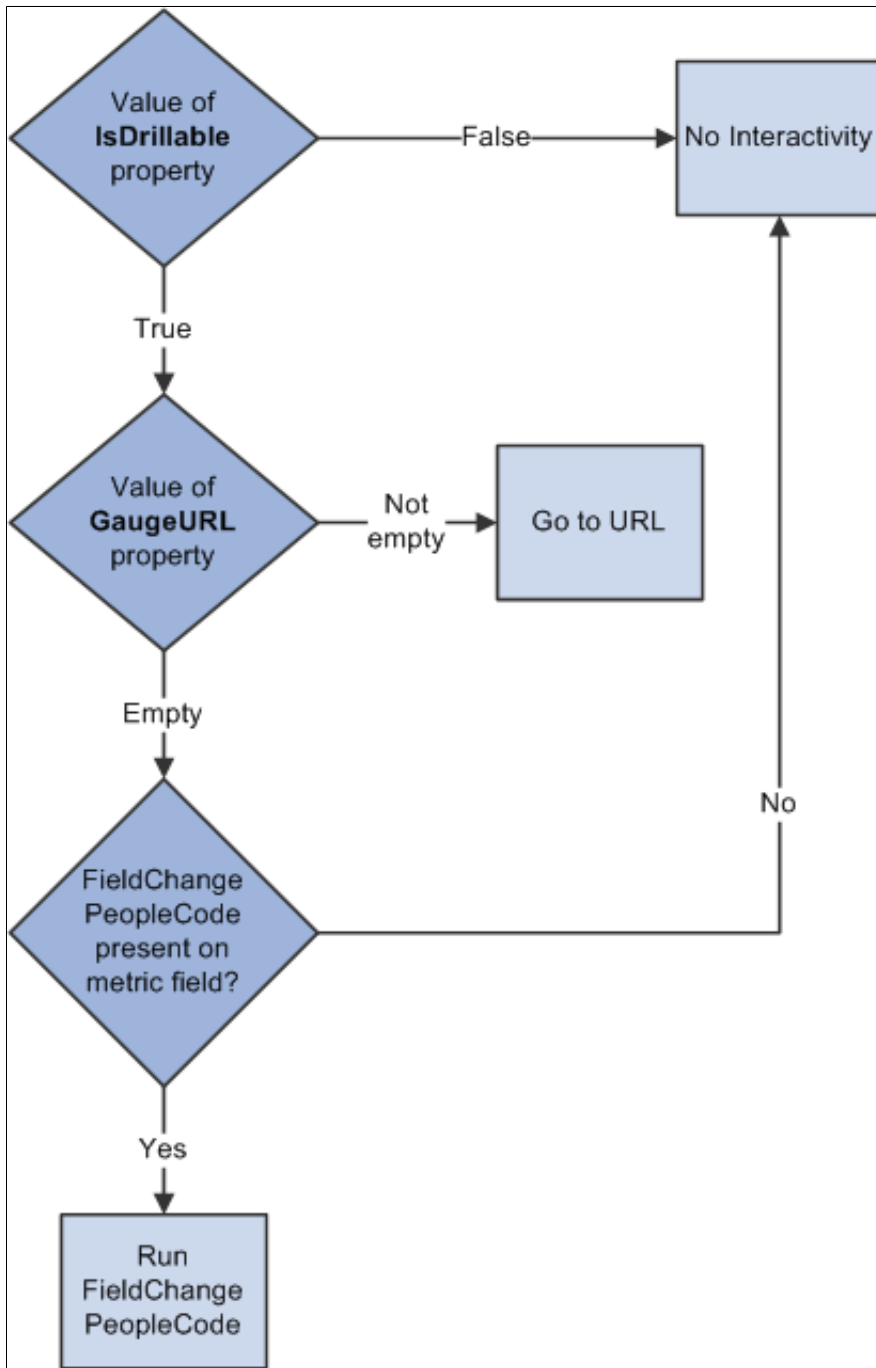 Value of
IsDrillable
property
False
No Interactivity
True
Value of
GaugeURL
property
Not
empty
Go to URL
Empty
No
FieldChange
PeopleCode
present on
metric field?
Yes
Run
FieldChange
PeopleCode